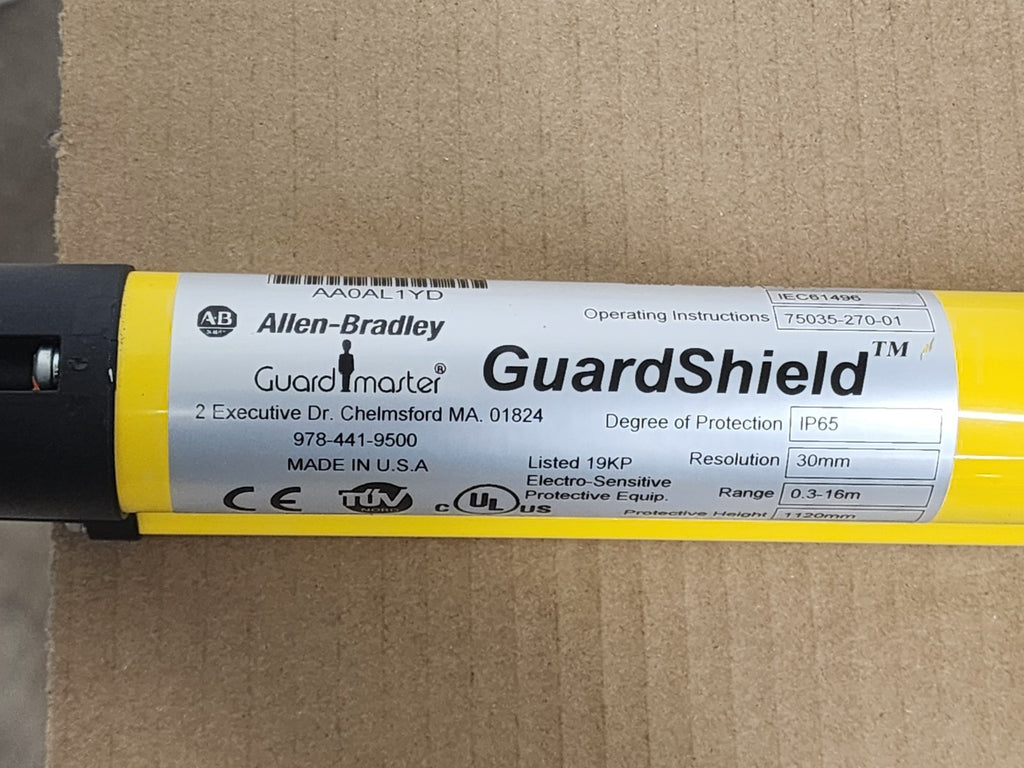 AA0AL1YD
IEC61496
Operating Instructions 75035-270-01
A·B
Allen-Bradley
Guardmaster®
GuardShield™
2 Executive Dr. Chelmsford MA. 01824
978-441-9500
MADE IN U.S.A
Degree of Protection IP65
Listed 19KP
Electro-Sensitive
Protective Equip.
Resolution 30mm
Range 0.3-16m
Protective Height 1120mm
CE
TÜV
NORD
c UL US